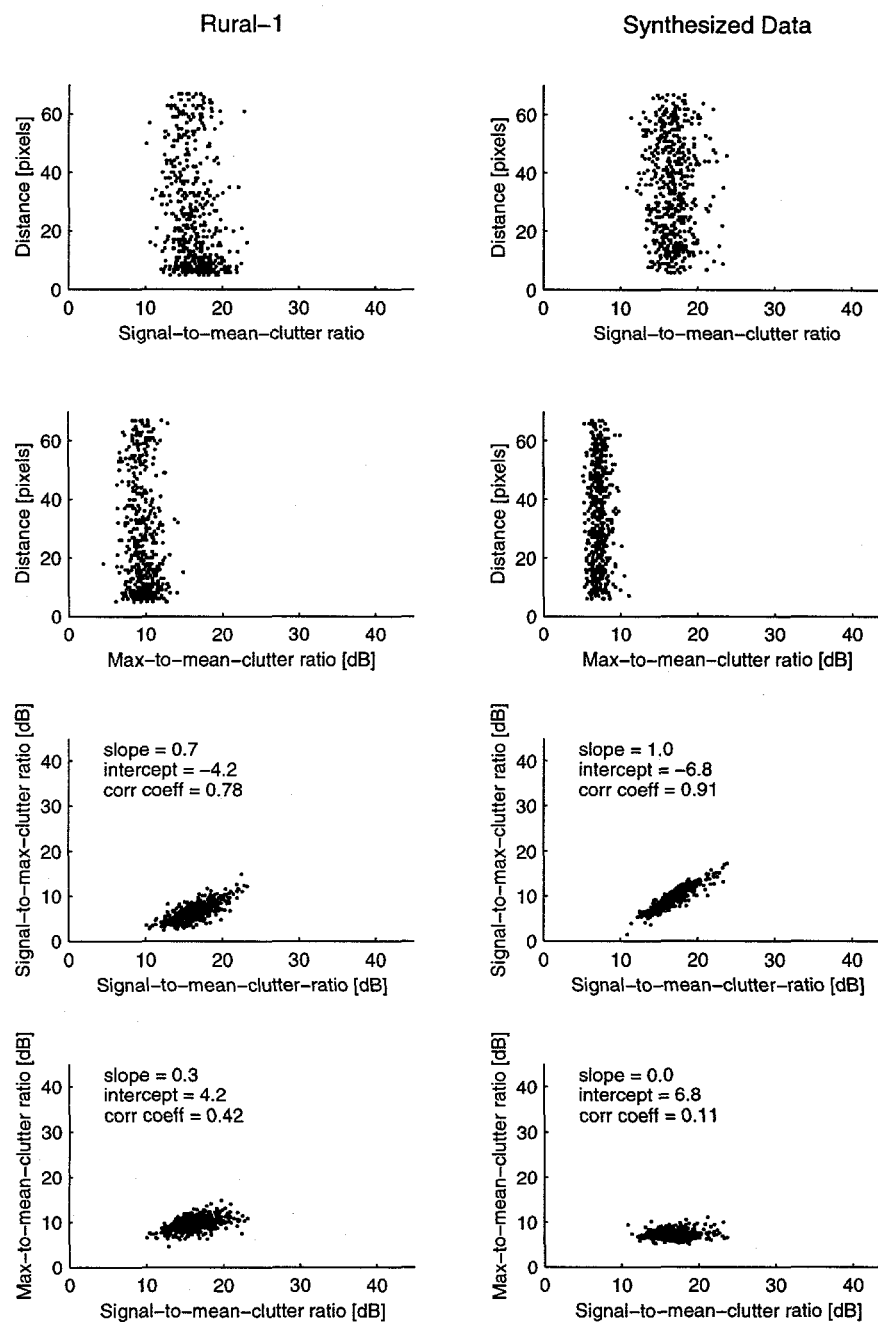 Rural−1
Synthesized Data
Distance [pixels]
60
40
20
0
0 10 20 30 40
Signal−to−mean−clutter ratio
Distance [pixels]
60
40
20
0
0 10 20 30 40
Signal−to−mean−clutter ratio
Distance [pixels]
60
40
20
0
0 10 20 30 40
Max−to−mean−clutter ratio [dB]
Distance [pixels]
60
40
20
0
0 10 20 30 40
Max−to−mean−clutter ratio [dB]
Signal−to−max−clutter ratio [dB]
40
30
20
10
0
slope = 0.7
intercept = −4.2
corr coeff = 0.78
0 10 20 30 40
Signal−to−mean−clutter−ratio [dB]
Signal−to−max−clutter ratio [dB]
40
30
20
10
0
slope = 1.0
intercept = −6.8
corr coeff = 0.91
0 10 20 30 40
Signal−to−mean−clutter−ratio [dB]
Max−to−mean−clutter ratio [dB]
40
30
20
10
0
slope = 0.3
intercept = 4.2
corr coeff = 0.42
0 10 20 30 40
Signal−to−mean−clutter ratio [dB]
Max−to−mean−clutter ratio [dB]
40
30
20
10
0
slope = 0.0
intercept = 6.8
corr coeff = 0.11
0 10 20 30 40
Signal−to−mean−clutter ratio [dB]